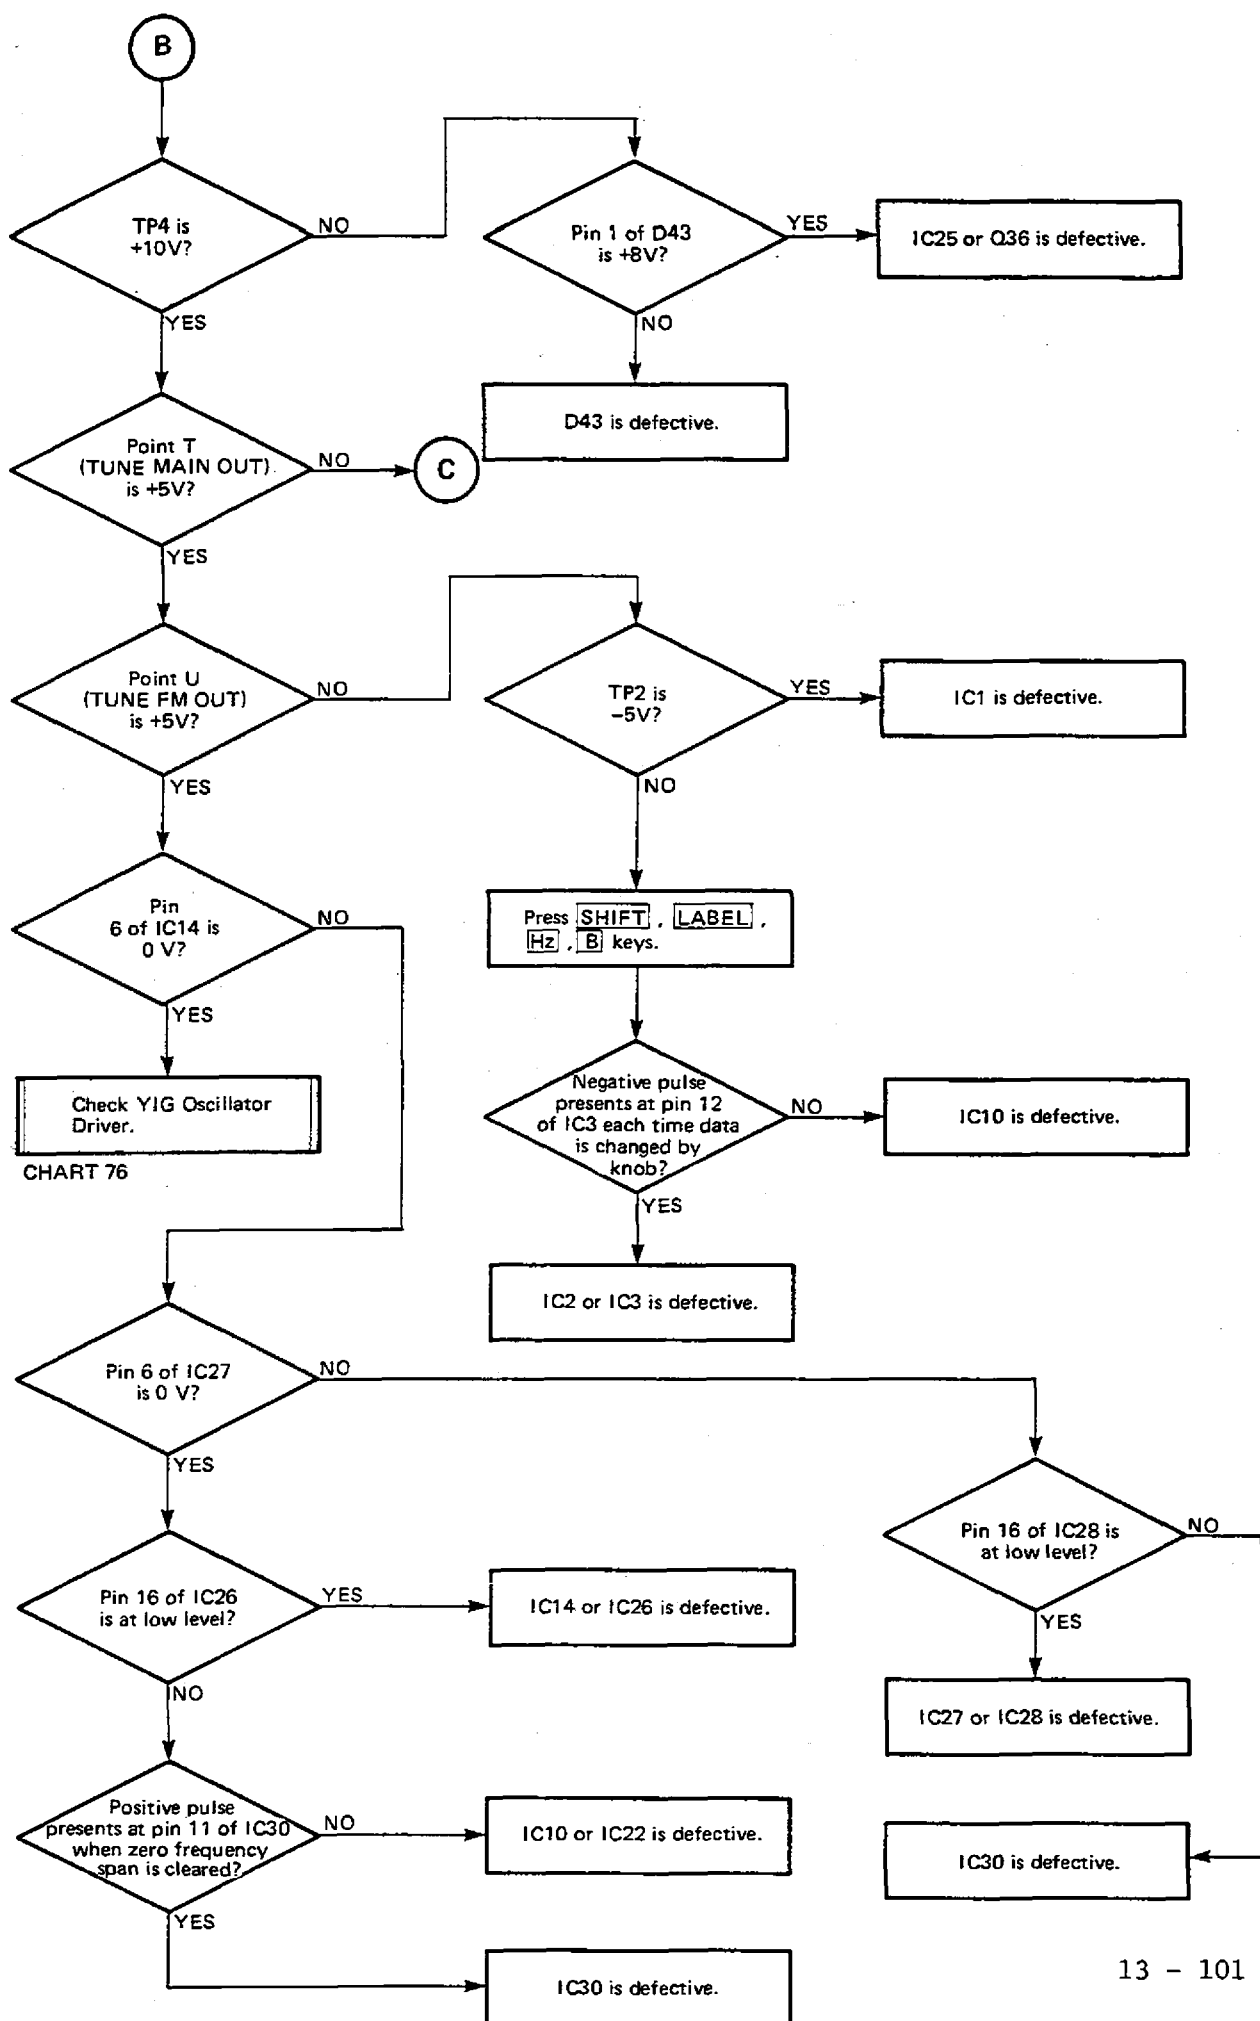 B
TP4 is
+10V?
NO
YES
Pin 1 of D43
is +8V?
YES
NO
IC25 or Q36 is defective.
D43 is defective.
Point T
(TUNE MAIN OUT)
is +5V?
NO
C
YES
Point U
(TUNE FM OUT)
is +5V?
NO
YES
TP2 is
-5V?
YES
NO
IC1 is defective.
Pin
6 of IC14 is
0 V?
NO
YES
Press SHIFT , LABEL ,
Hz , B keys.
Check YIG Oscillator
Driver.
CHART 76
Negative pulse
presents at pin 12
of IC3 each time data
is changed by
knob?
NO
YES
IC10 is defective.
IC2 or IC3 is defective.
Pin 6 of IC27
is 0 V?
NO
YES
Pin 16 of IC28 is
at low level?
NO
YES
Pin 16 of IC26
is at low level?
YES
NO
IC14 or IC26 is defective.
IC27 or IC28 is defective.
Positive pulse
presents at pin 11 of IC30
when zero frequency
span is cleared?
NO
YES
IC10 or IC22 is defective.
IC30 is defective.
IC30 is defective.
13 - 101